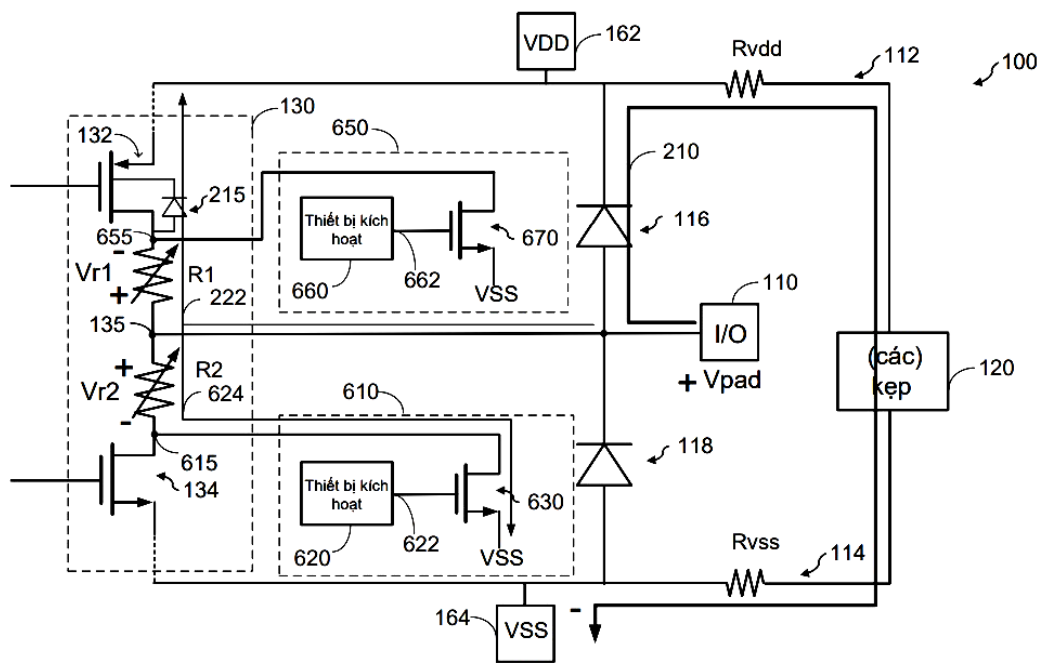 VDD
162
Rvdd
112
100
130
132
650
210
215
Thiết bị kích
hoạt
116
655
670
-
Vr1
+
R1
660
662
VSS
110
222
135
I/O
(các)
kẹp
120
+
Vr2
-
R2
+ Vpad
624
610
615
118
134
Thiết bị kích
hoạt
630
620
622
VSS
Rvss
114
164
VSS
-